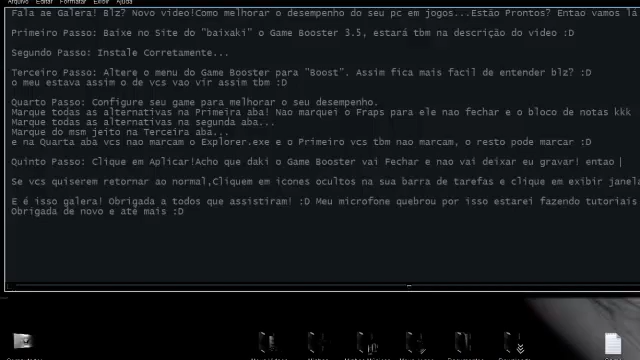 Arquivo Editar Formatar Exibir Ajuda
Fala ae Galera! Blz? Novo video!Como melhorar o desempenho do seu pc em jogos...Estão Prontos? Entao vamos lá
Primeiro Passo: Baixe no Site do "baixaki" o Game Booster 3.5, estará tbm na descrição do video :D
Segundo Passo: Instale Corretamente...
Terceiro Passo: Altere o menu do Game Booster para "Boost". Assim fica mais facil de entender blz? :D
o meu estava assim o de vcs vao vir assim tbm :D
Quarto Passo: Configure seu game para melhorar o seu desempenho.
Marque todas as alternativas na Primeira aba! Nao marquei o Fraps para ele nao fechar e o bloco de notas kkk
Marque todas as alternativas na segunda aba...
Marque do msm jeito na Terceira aba...
e na Quarta aba vcs nao marcam o Explorer.exe e o Primeiro vcs tbm nao marcam, o resto pode marcar :D
Quinto Passo: Clique em Aplicar!Acho que daki o Game Booster vai Fechar e nao vai deixar eu gravar! entao
Se vcs quiserem retornar ao normal,Cliquem em icones ocultos na sua barra de tarefas e clique em exibir janela
E é isso galera! Obrigada a todos que assistiram! :D Meu microfone quebrou por isso estarei fazendo tutoriais
Obrigada de novo e até mais :D